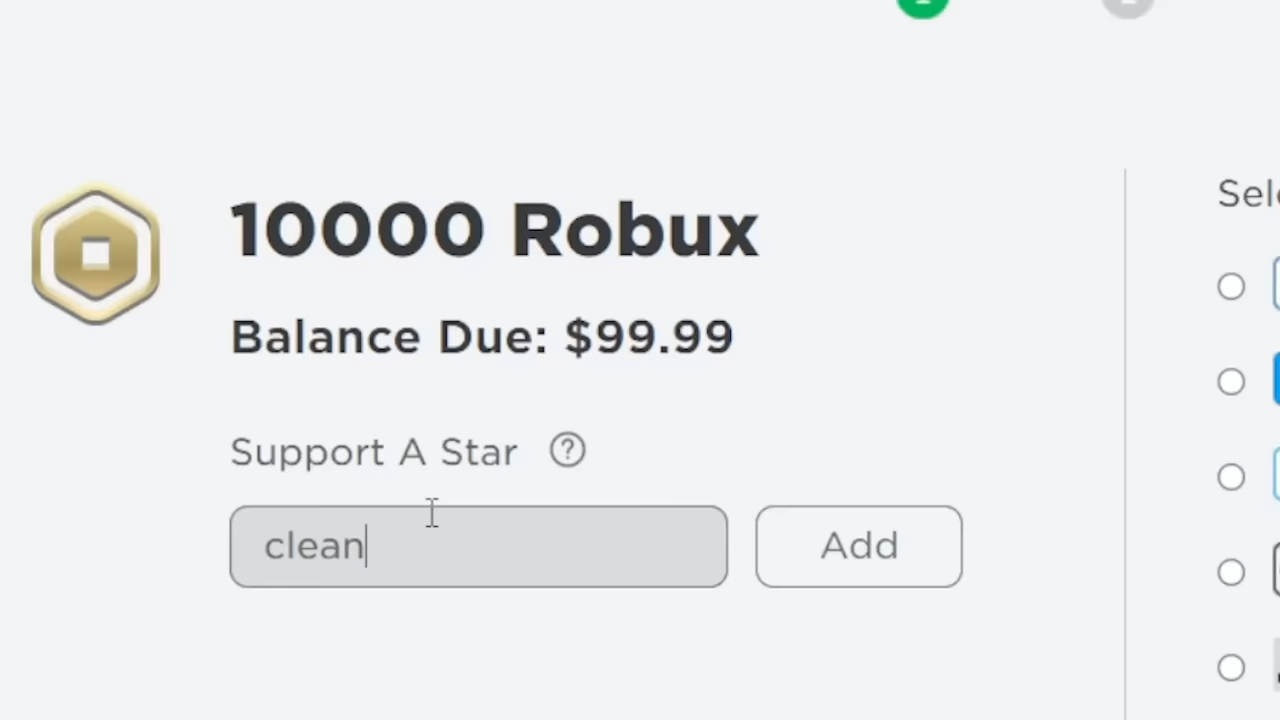 10000 Robux
Balance Due: $99.99
Support A Star ?
clean
Add